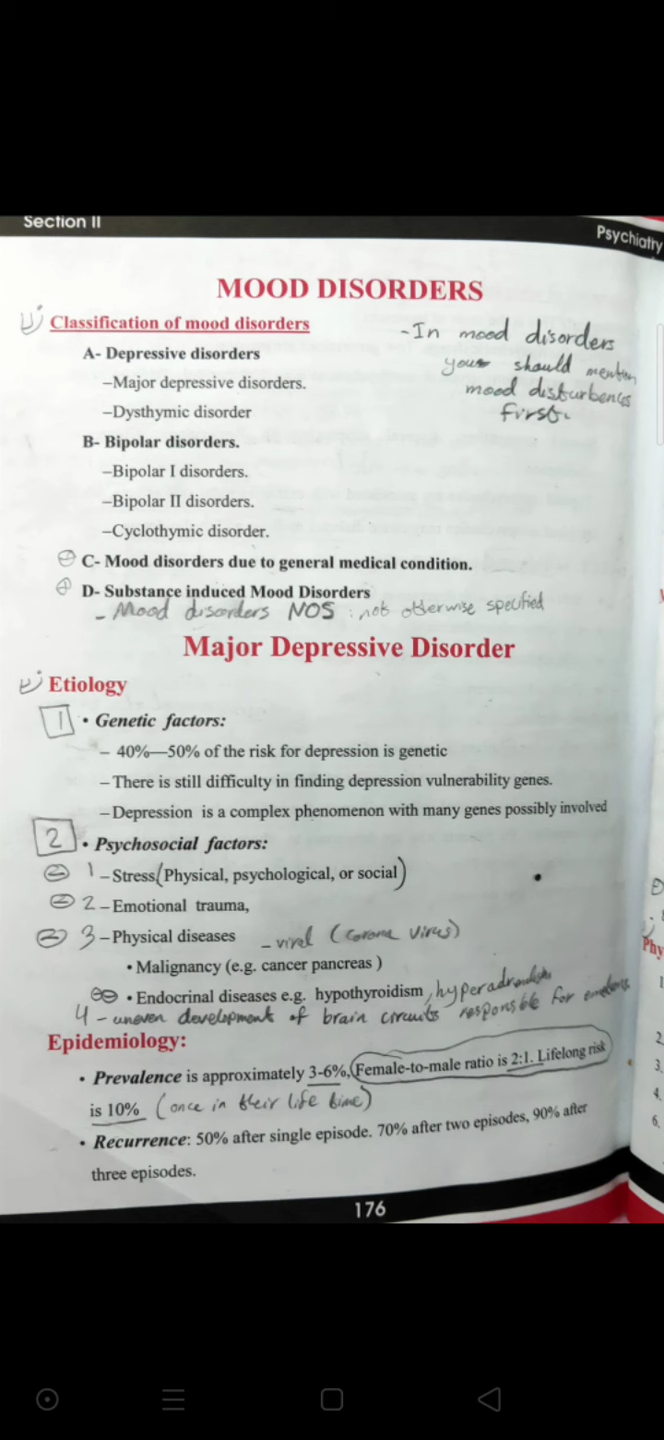 Section II
Psychiatry
MOOD DISORDERS
Classification of mood disorders
-In mood disorders
your should mention
mood disturbences
first.
A- Depressive disorders
–Major depressive disorders.
–Dysthymic disorder
B- Bipolar disorders.
–Bipolar I disorders.
–Bipolar II disorders.
–Cyclothymic disorder.
C- Mood disorders due to general medical condition.
D- Substance induced Mood Disorders
- Mood disorders NOS : not otherwise specified
Major Depressive Disorder
Etiology
1 • Genetic factors:
– 40%—50% of the risk for depression is genetic
–There is still difficulty in finding depression vulnerability genes.
–Depression is a complex phenomenon with many genes possibly involved
2 • Psychosocial factors:
1 –Stress(Physical, psychological, or social)
2 –Emotional trauma,
3 –Physical diseases - viral (corona virus)
• Malignancy (e.g. cancer pancreas )
• Endocrinal diseases e.g. hypothyroidism,
4 - uneven development of brain circuits responsible for emotions
Epidemiology:
• Prevalence is approximately 3-6%, Female-to-male ratio is 2:1. Lifelong risk
is 10% (once in their life time)
• Recurrence: 50% after single episode. 70% after two episodes, 90% after
three episodes.
176
Phy
1
2.
3.
4.
6.